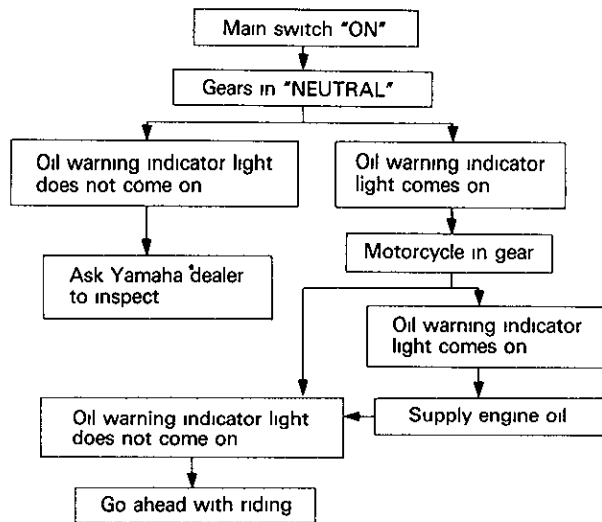 Main switch "ON"
Gears in "NEUTRAL"
Oil warning indicator light
does not come on
Oil warning indicator
light comes on
Ask Yamaha dealer
to inspect
Motorcycle in gear
Oil warning indicator
light comes on
Oil warning indicator light
does not come on
Supply engine oil
Go ahead with riding